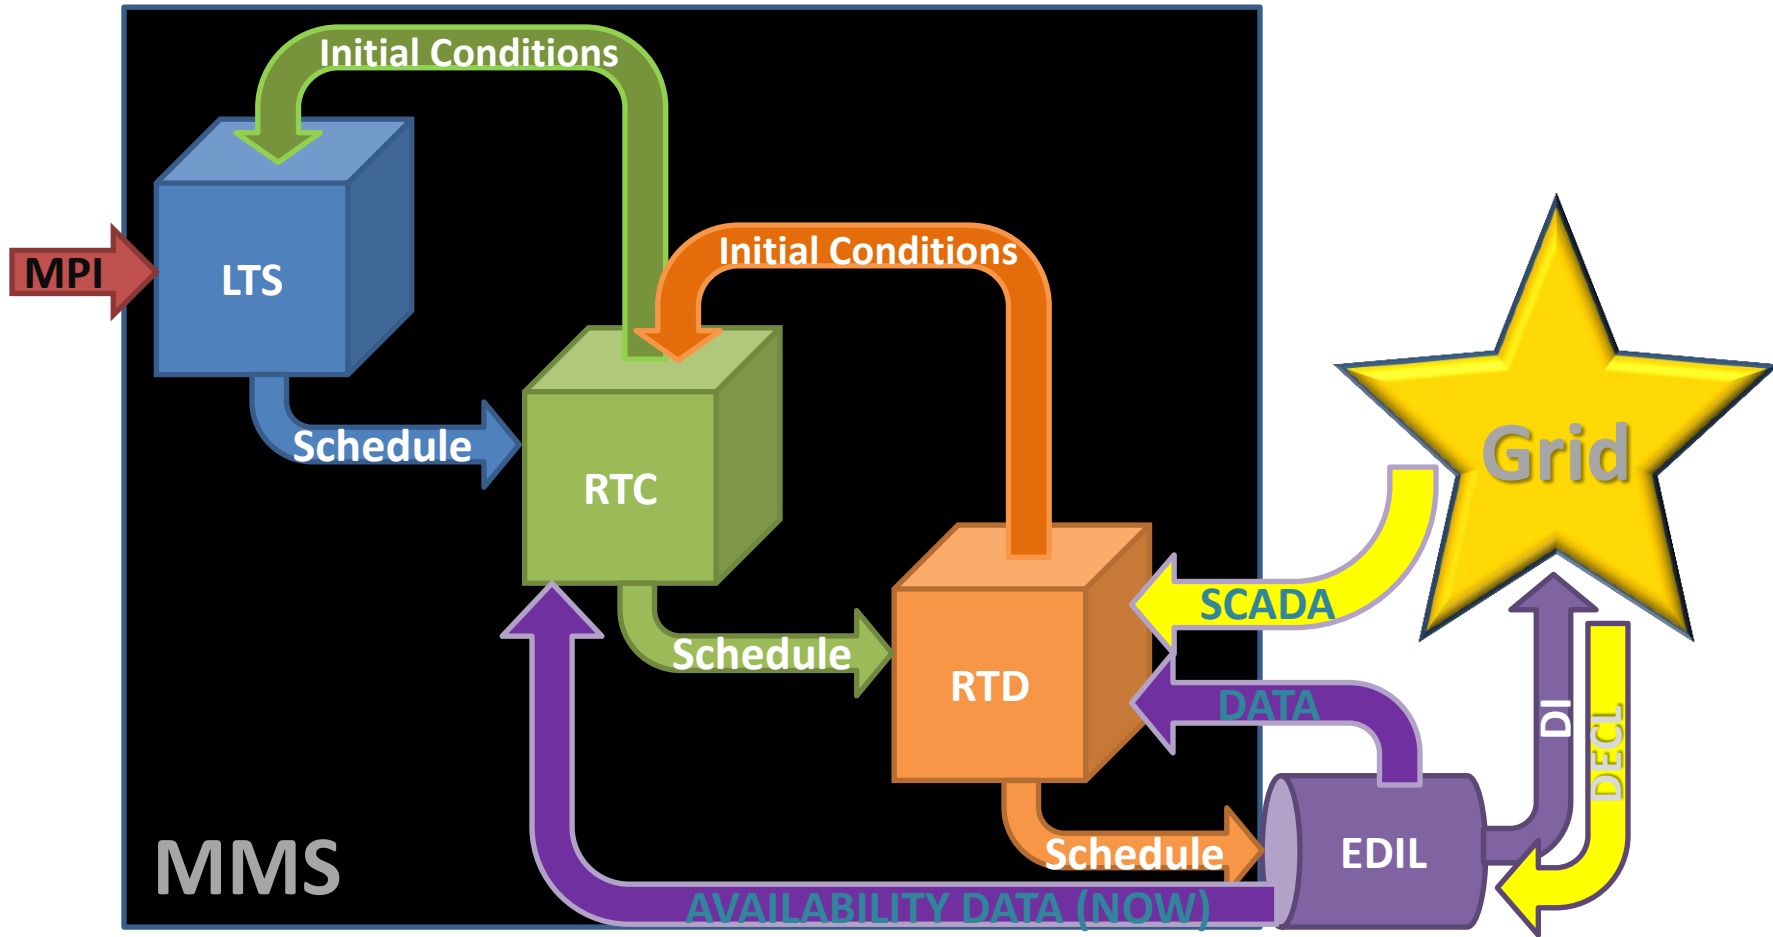 Initial Conditions
Initial Conditions
MPI
LTS
Schedule
Grid
RTC
SCADA
Schedule
RTD
DATA
DI
DECL
Schedule
EDIL
MMS
AVAILABILITY DATA (NOW)